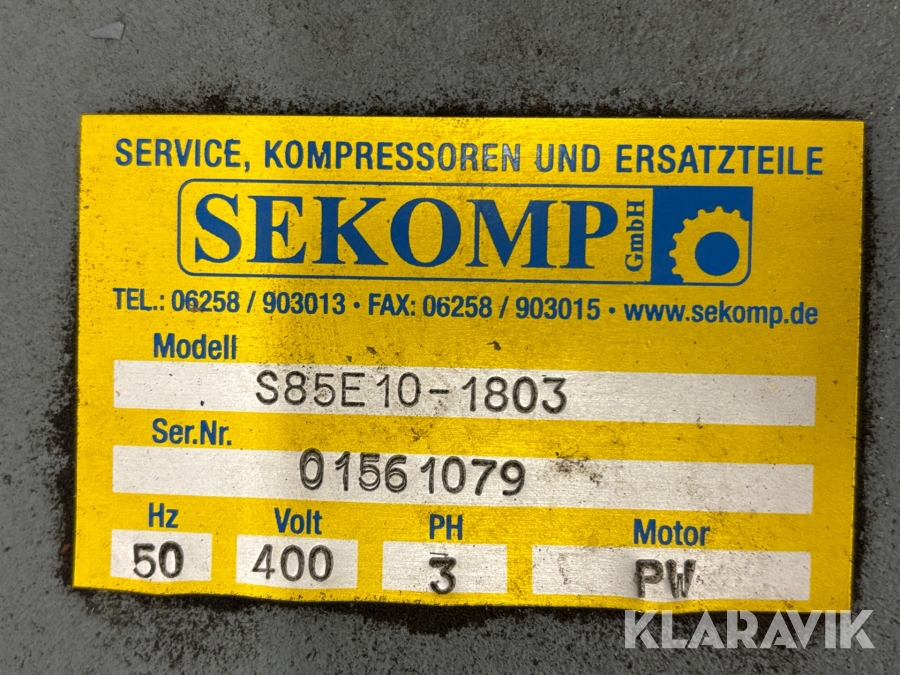 SERVICE, KOMPRESSOREN UND ERSATZTEILE
SEKOMP GmbH
TEL.: 06258 / 903013 · FAX: 06258 / 903015 · www.sekomp.de
Modell
S85E10-1803
Ser.Nr.
01561079
Hz Volt PH Motor
50 400 3 PW
KLARAVIK